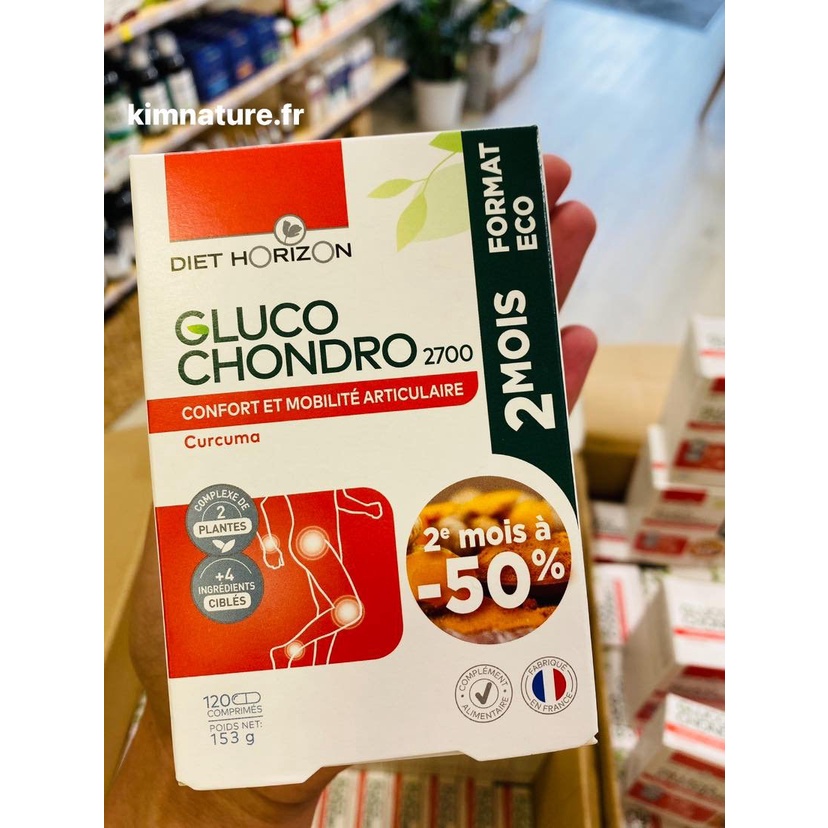 kimnature.fr
DIET HORIZON
GLUCO
CHONDRO 2700
CONFORT ET MOBILITÉ ARTICULAIRE
Curcuma
2 MOIS
FORMAT
ECO
COMPLEXE DE
2
PLANTES
+4
INGRÉDIENTS
CIBLÉS
2e mois à
-50%
120
COMPRIMÉS
POIDS NET:
153 g
COMPLÉMENT
ALIMENTAIRE
FABRIQUÉ
EN FRANCE